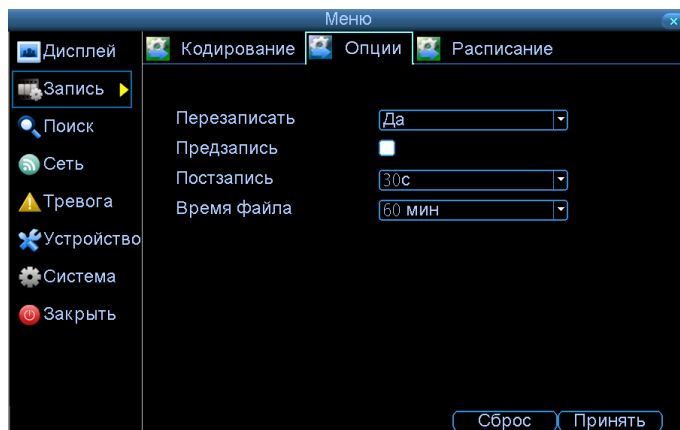 Меню
Дисплей
Запись
Поиск
Сеть
Тревога
Устройство
Система
Закрыть
Кодирование Опции Расписание
Перезаписать Да
Предзапись
Постзапись 30с
Время файла 60 мин
Сброс Принять